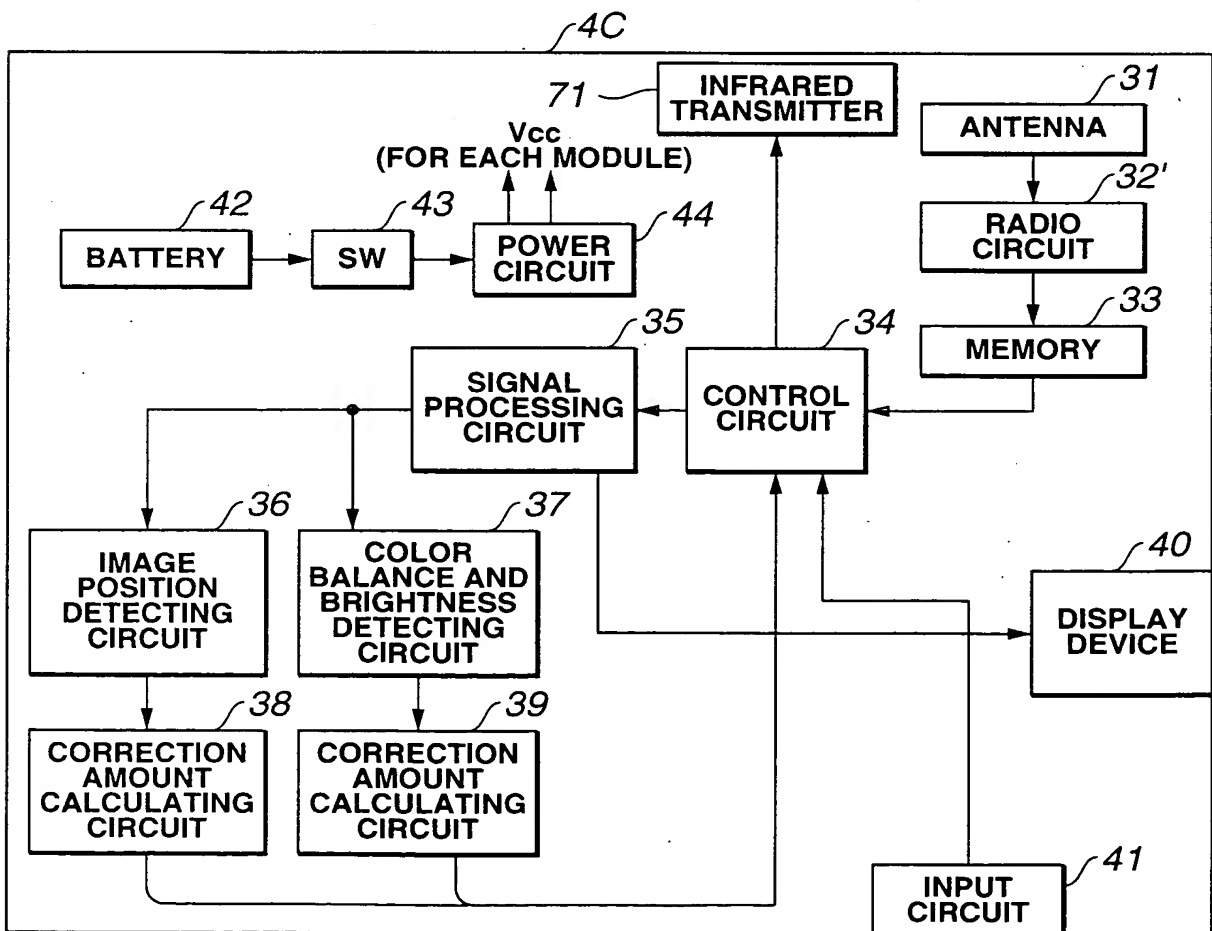 4C
71
INFRARED
TRANSMITTER
31
ANTENNA
Vcc
(FOR EACH MODULE)
32'
RADIO
CIRCUIT
42
BATTERY
43
SW
44
POWER
CIRCUIT
33
MEMORY
35
SIGNAL
PROCESSING
CIRCUIT
34
CONTROL
CIRCUIT
36
IMAGE
POSITION
DETECTING
CIRCUIT
37
COLOR
BALANCE AND
BRIGHTNESS
DETECTING
CIRCUIT
40
DISPLAY
DEVICE
38
CORRECTION
AMOUNT
CALCULATING
CIRCUIT
39
CORRECTION
AMOUNT
CALCULATING
CIRCUIT
41
INPUT
CIRCUIT